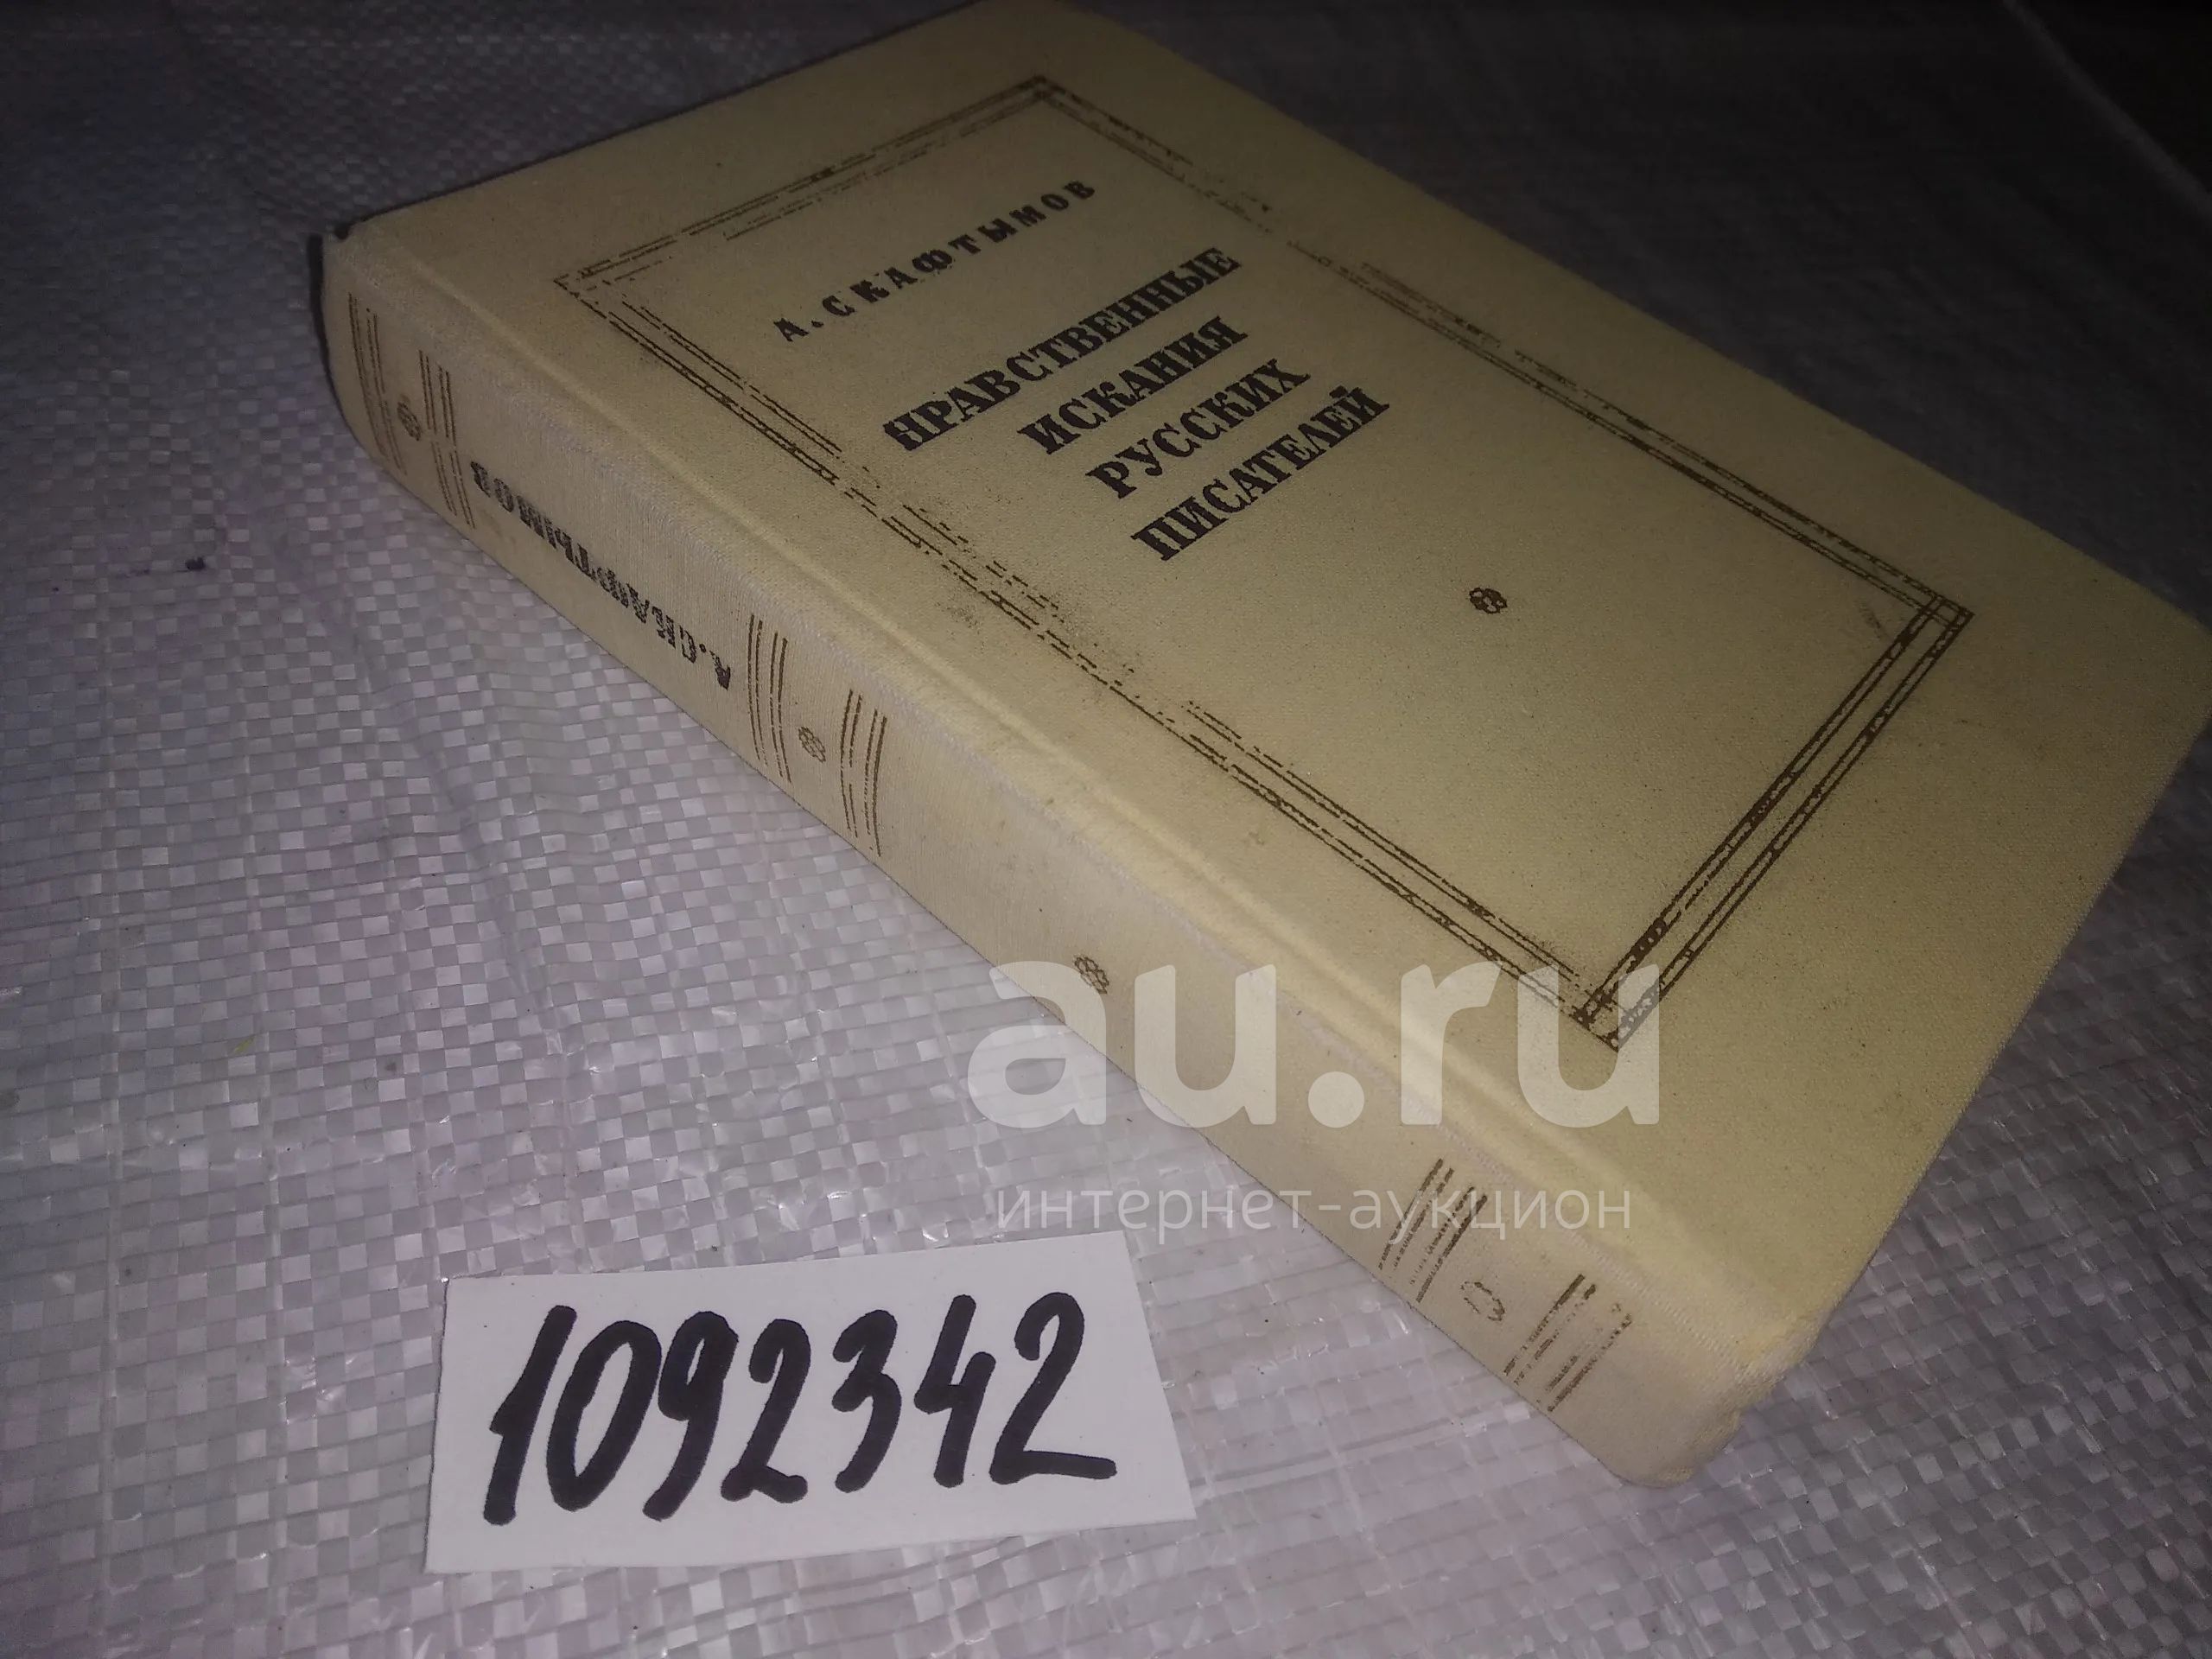 А. СКАФТЫМОВ
НРАВСТВЕННЫЕ
ИСКАНИЯ
РУССКИХ
ПИСАТЕЛЕЙ
А. СКАФТЫМОВ
au.ru
интернет-аукцион
1092342